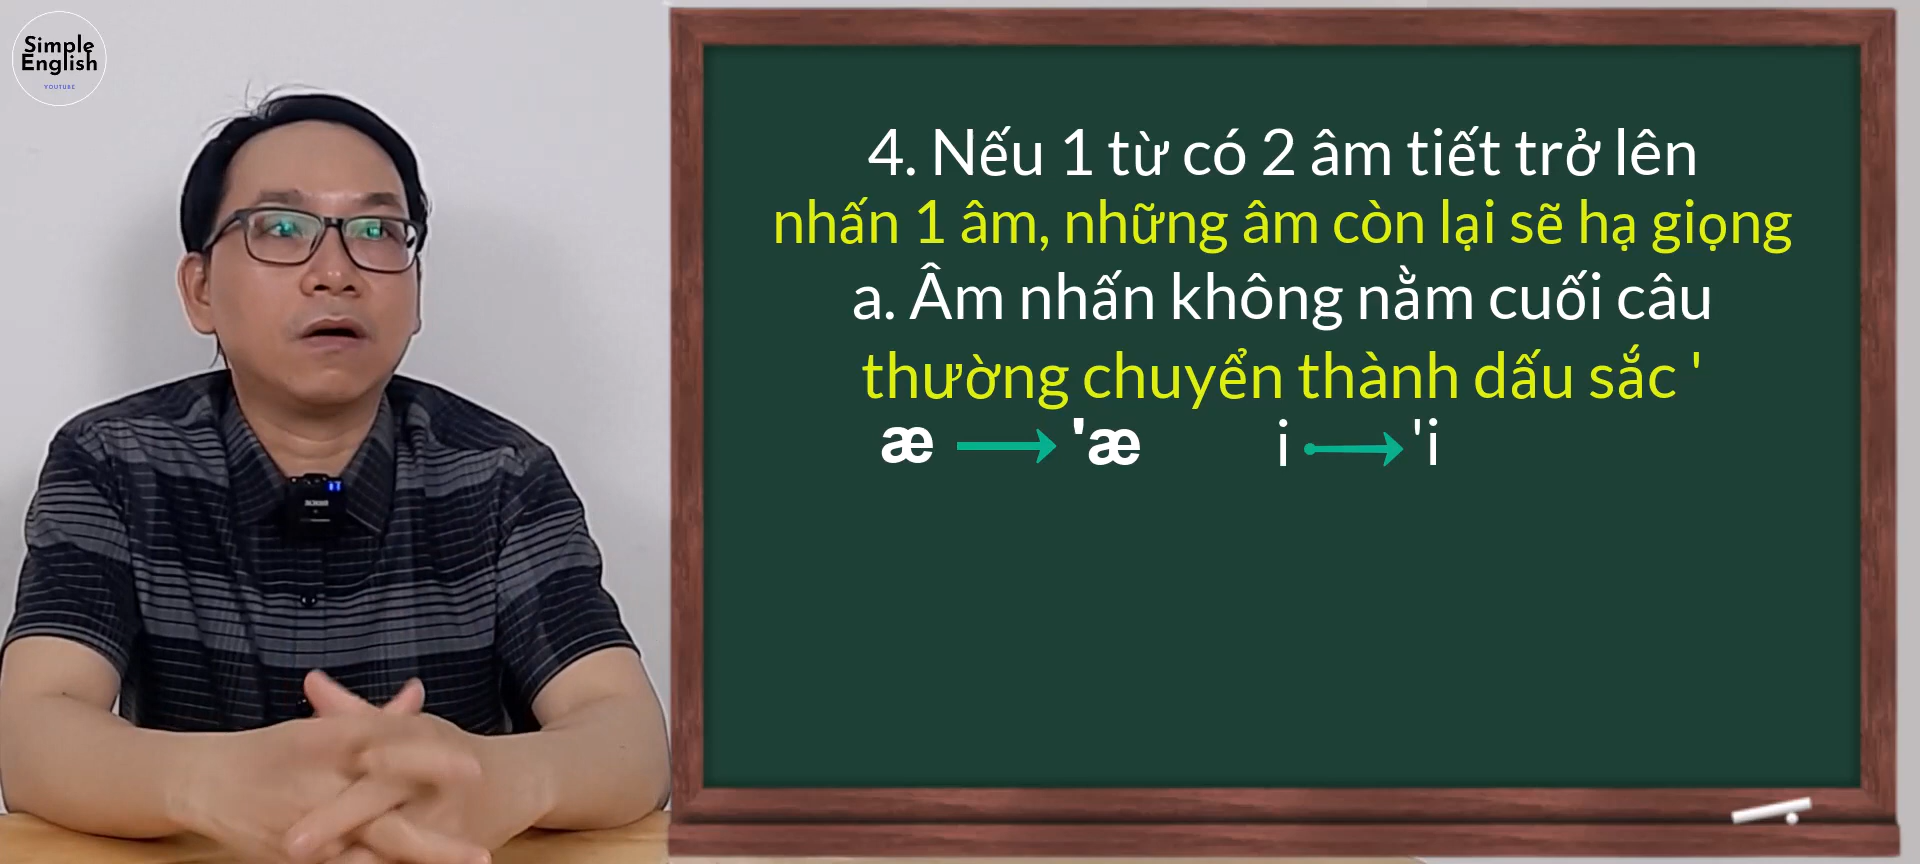 Simple
English
YOUTUBE
4. Nếu 1 từ có 2 âm tiết trở lên
nhấn 1 âm, những âm còn lại sẽ hạ giọng
a. Âm nhấn không nằm cuối câu
thường chuyển thành dấu sắc '
æ → 'æ i → 'i